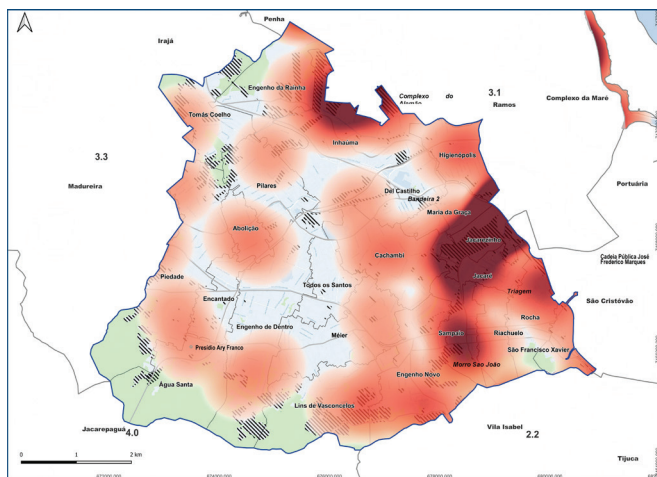 Penha
Irajá
Engenho da Rainha
Complexo do
Alemão
3.1
Ramos
Complexo da Maré
Tomás Coelho
Inhaúma
Higienopolis
3.3
Portuária
Madureira
Pilares
Del Castilho
Bandeira 2
Maria da Graça
Abolição
Jacarezinho
Cachambi
Cadeia Pública José
Frederico Marques
Piedade
Jacaré
Todos os Santos
Triagem
São Cristóvão
Encantado
Rocha
Engenho de Dentro
Méier
Sampaio
Riachuelo
Presídio Ary Franco
São Francisco Xavier
Morro Sao João
Água Santa
Engenho Novo
Lins de Vasconcelos
Jacarepaguá
4.0
Vila Isabel
2.2
Tijuca
0 1 2 km